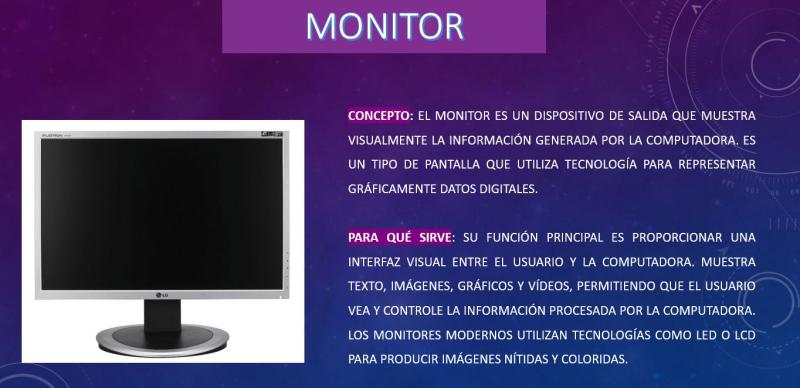 MONITOR
CONCEPTO: EL MONITOR ES UN DISPOSITIVO DE SALIDA QUE MUESTRA
VISUALMENTE LA INFORMACIÓN GENERADA POR LA COMPUTADORA. ES
UN TIPO DE PANTALLA QUE UTILIZA TECNOLOGÍA PARA REPRESENTAR
GRÁFICAMENTE DATOS DIGITALES.
FLATRON
LG
PARA QUÉ SIRVE: SU FUNCIÓN PRINCIPAL ES PROPORCIONAR UNA
INTERFAZ VISUAL ENTRE EL USUARIO Y LA COMPUTADORA. MUESTRA
TEXTO, IMÁGENES, GRÁFICOS Y VÍDEOS, PERMITIENDO QUE EL USUARIO
VEA Y CONTROLE LA INFORMACIÓN PROCESADA POR LA COMPUTADORA.
LOS MONITORES MODERNOS UTILIZAN TECNOLOGÍAS COMO LED O LCD
PARA PRODUCIR IMÁGENES NÍTIDAS Y COLORIDAS.